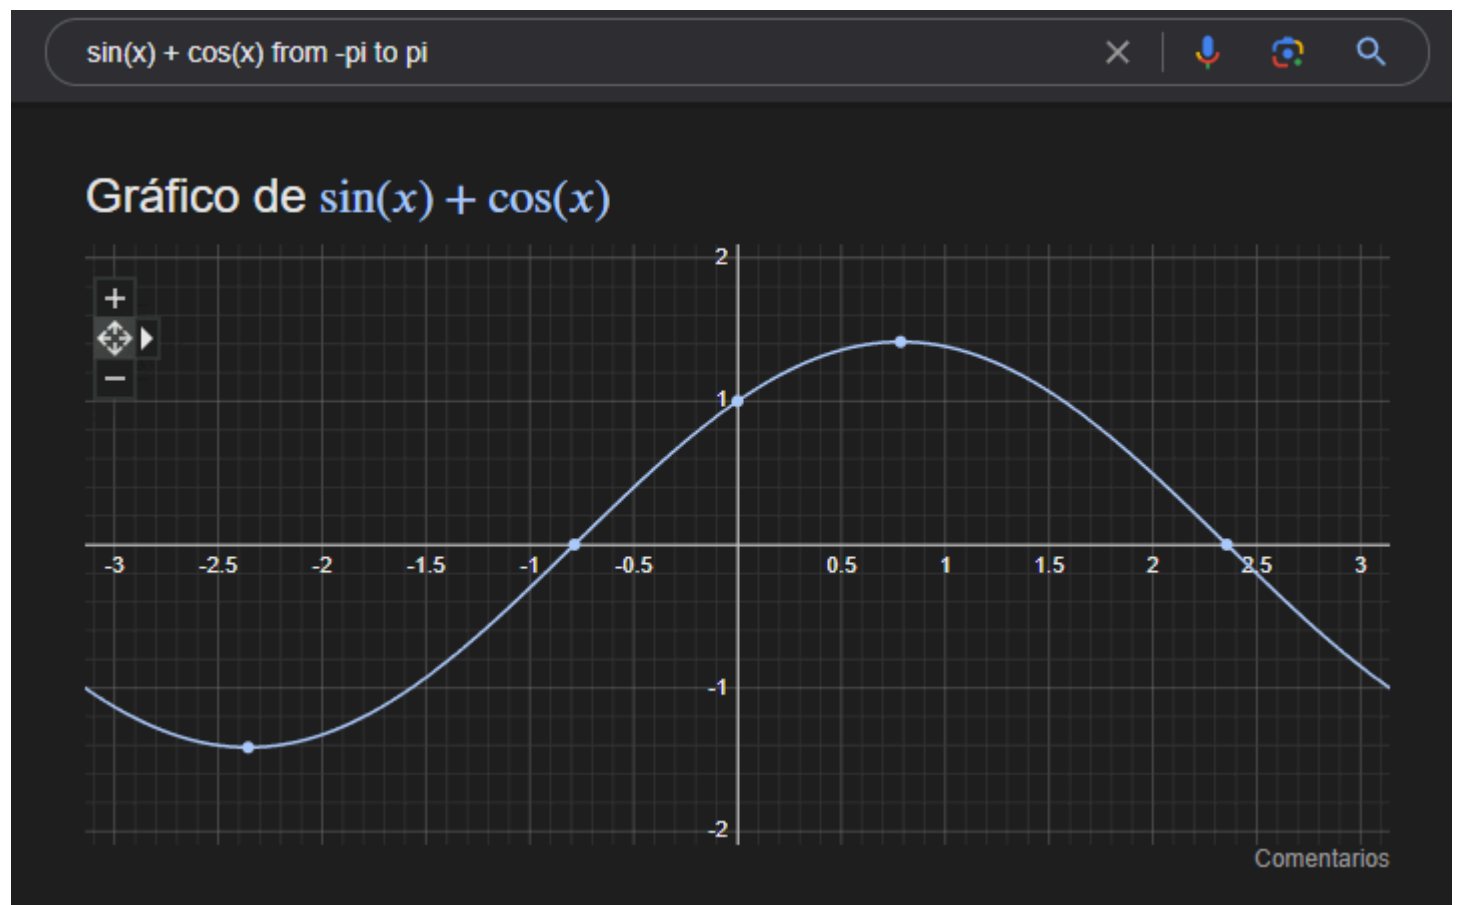 sin(x) + cos(x) from -pi to pi
Gráfico de sin(x) + cos(x)
2
1
-3 -2.5 -2 -1.5 -1 -0.5 0.5 1 1.5 2 2.5 3
-1
-2
Comentarios